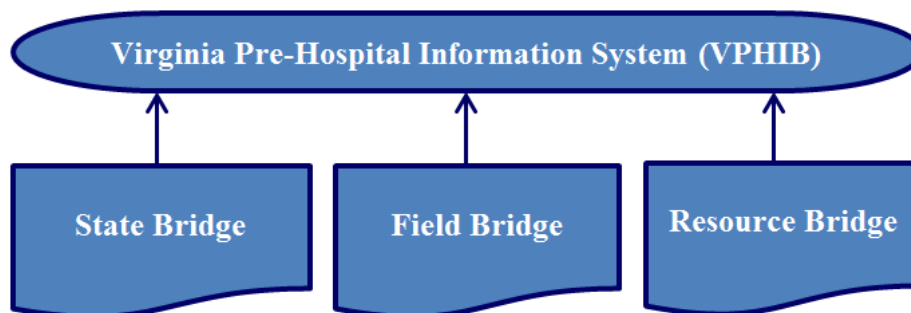 Virginia Pre-Hospital Information System (VPHIB)
State Bridge
Field Bridge
Resource Bridge